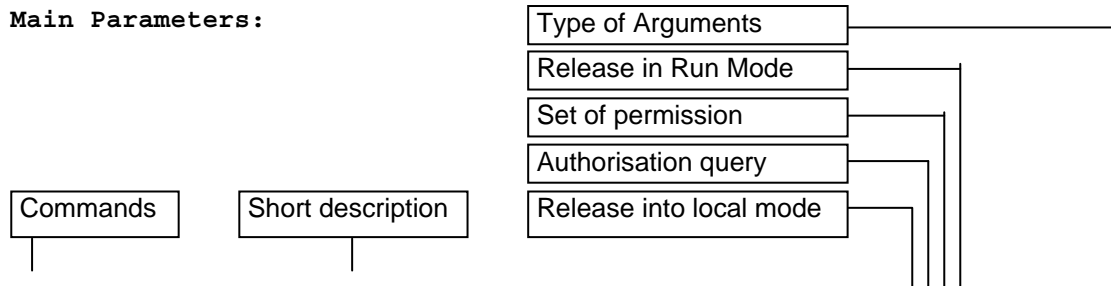 Main Parameters:
Type of Arguments
Release in Run Mode
Set of permission
Authorisation query
Commands
Short description
Release into local mode